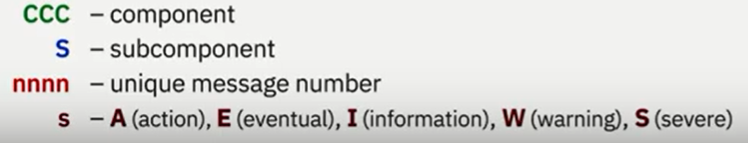 CCC – component
S – subcomponent
nnnn – unique message number
s – A (action), E (eventual), I (information), W (warning), S (severe)